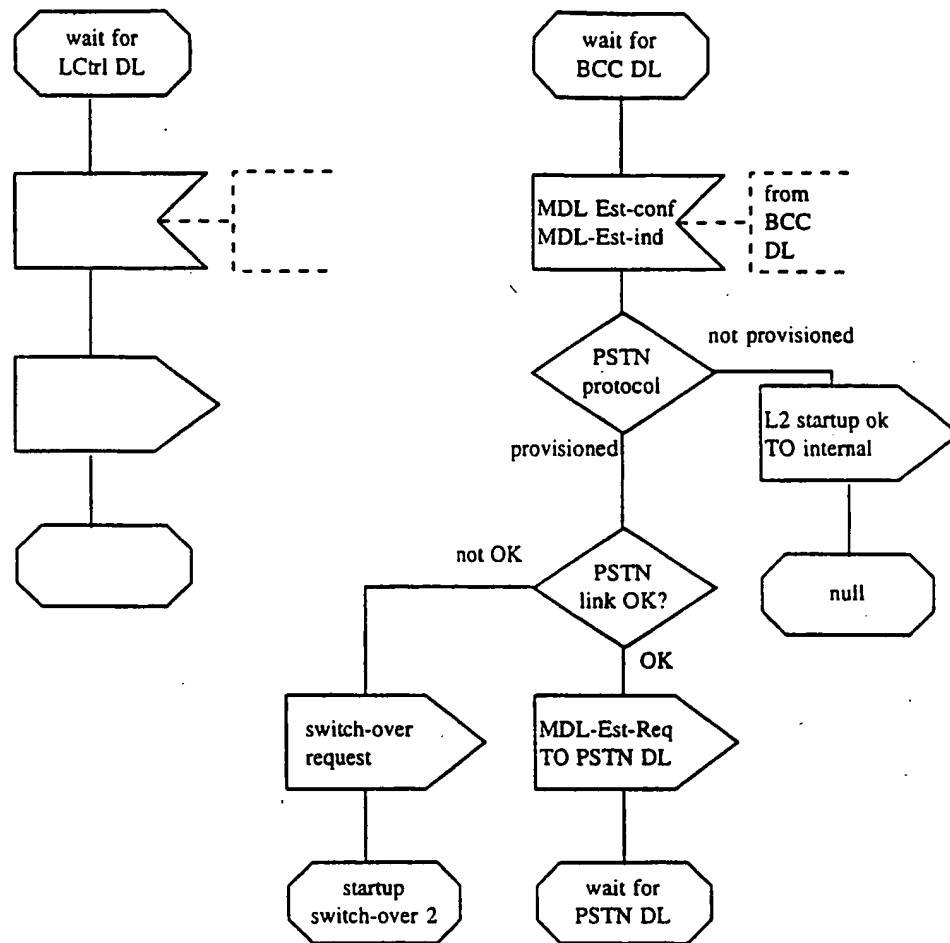 wait for
LCtrl DL
wait for
BCC DL
MDL Est-conf
MDL-Est-ind
from
BCC
DL
PSTN
protocol
not provisioned
L2 startup ok
TO internal
provisioned
null
not OK
PSTN
link OK?
OK
switch-over
request
MDL-Est-Req
TO PSTN DL
startup
switch-over 2
wait for
PSTN DL